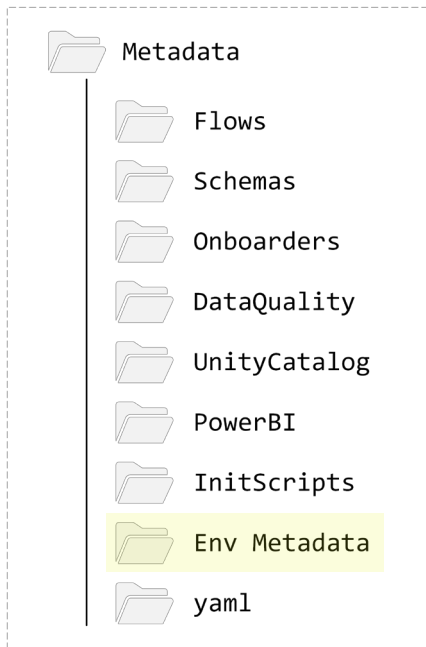 Metadata
Flows
Schemas
Onboarders
DataQuality
UnityCatalog
PowerBI
InitScripts
Env Metadata
yaml